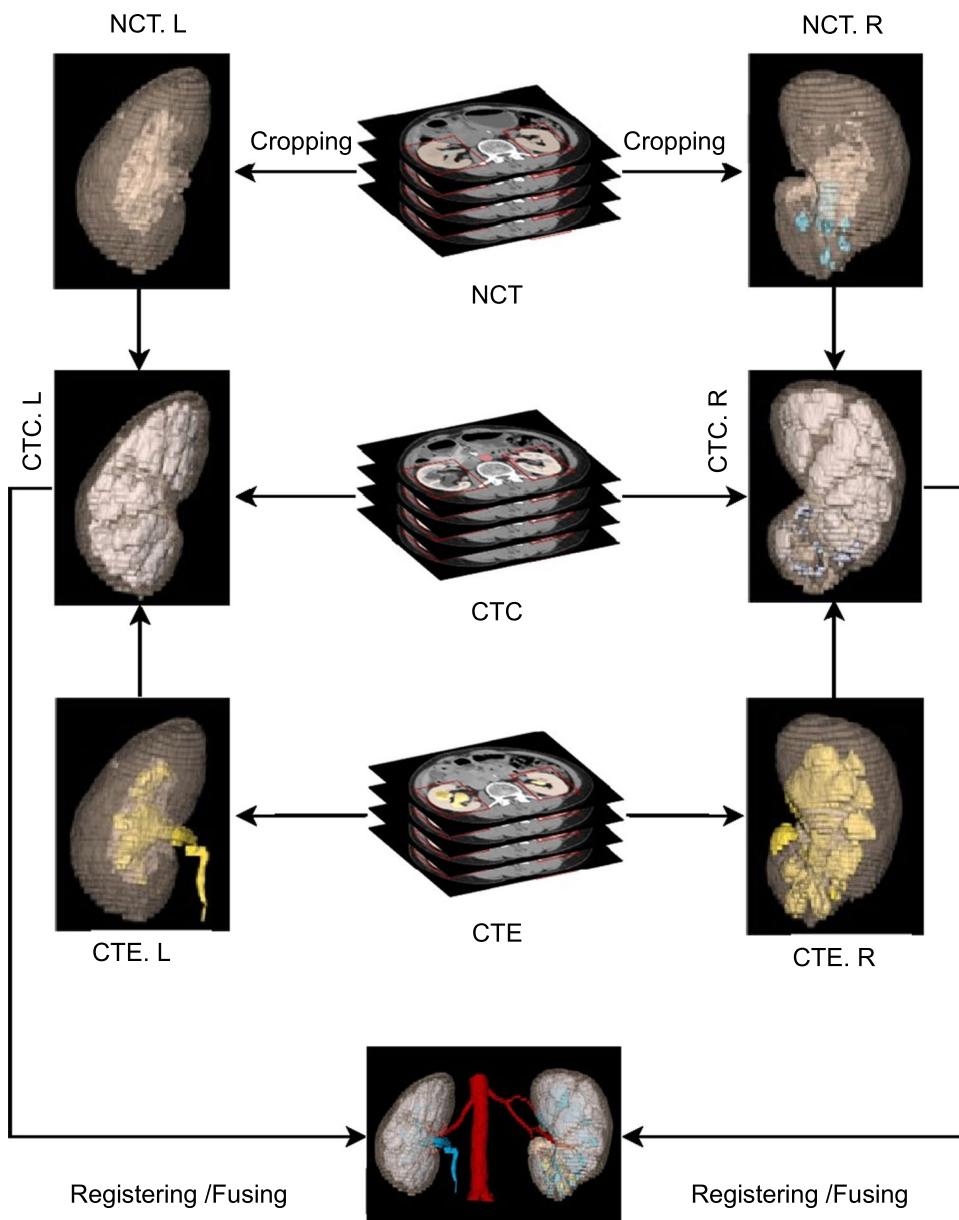 NCT. L
NCT. R
Cropping
Cropping
NCT
CTC. L
CTC. R
CTC
CTE
CTE. L
CTE. R
Registering /Fusing
Registering /Fusing